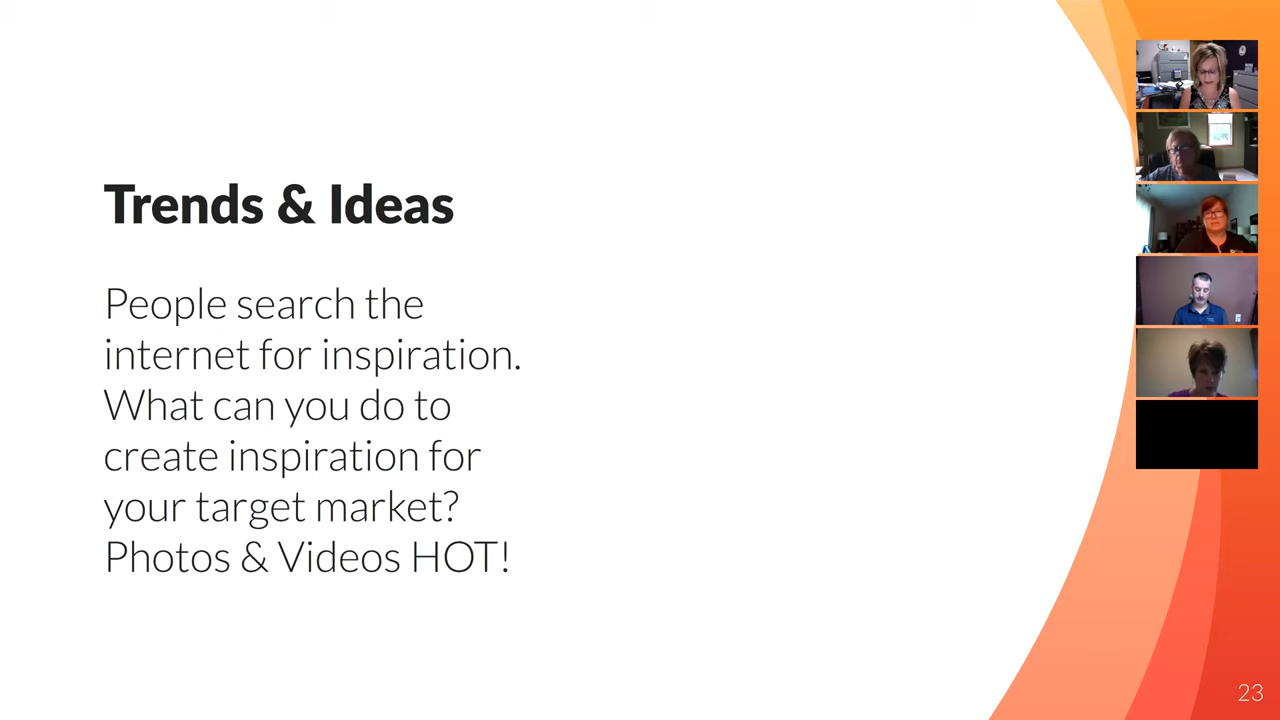 Trends & Ideas
People search the
internet for inspiration.
What can you do to
create inspiration for
your target market?
Photos & Videos HOT!
23